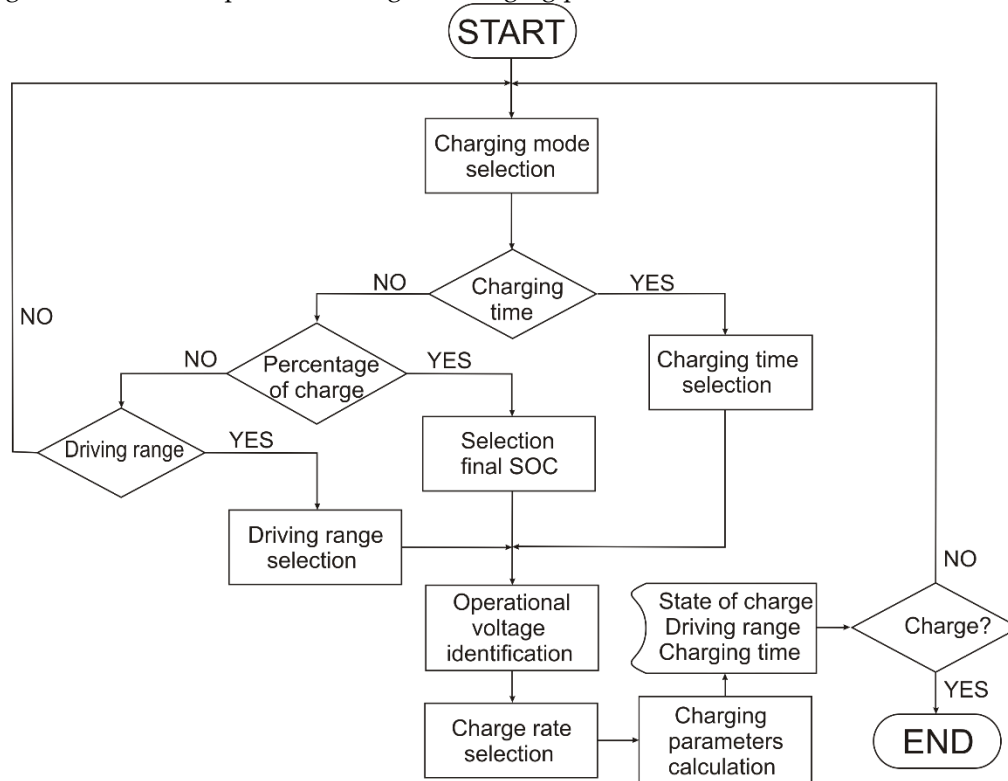 START
Charging mode
selection
NO
Charging
time
YES
NO
NO
Percentage
of charge
YES
Charging time
selection
Driving range
YES
Selection
final SOC
Driving range
selection
Operational
voltage
identification
State of charge
Driving range
Charging time
NO
Charge?
YES
Charge rate
selection
Charging
parameters
calculation
END